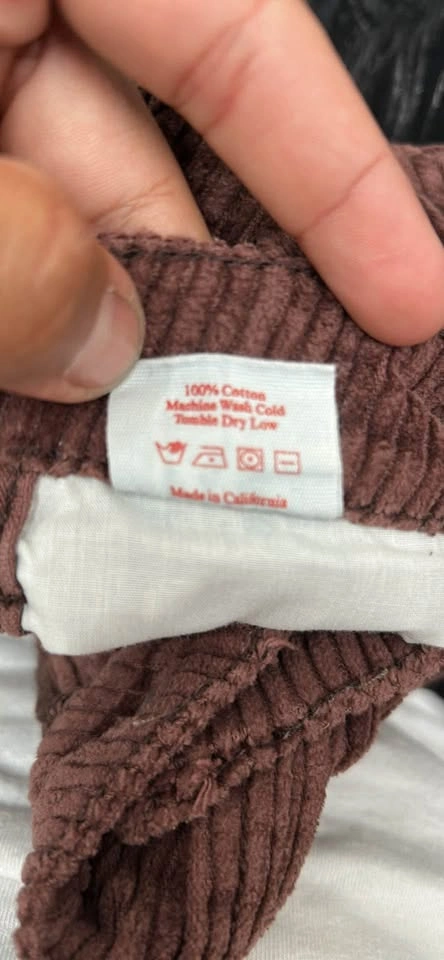 100% Cotton
Machine Wash Cold
Tumble Dry Low
Made in California